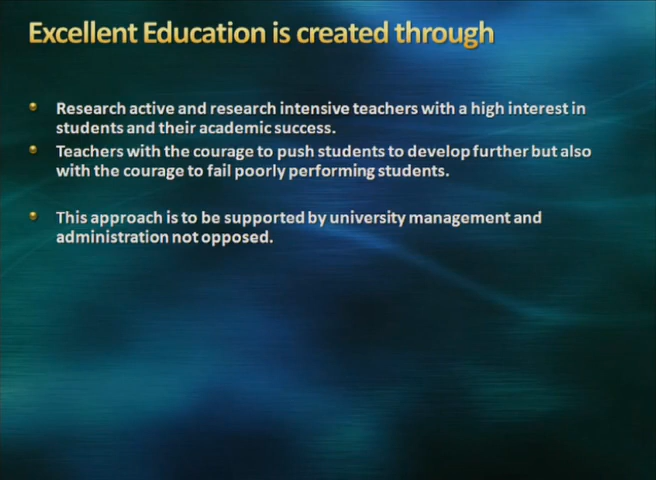 Excellent Education is created through
Research active and research intensive teachers with a high interest in
students and their academic success.
Teachers with the courage to push students to develop further but also
with the courage to fail poorly performing students.
This approach is to be supported by university management and
administration not opposed.